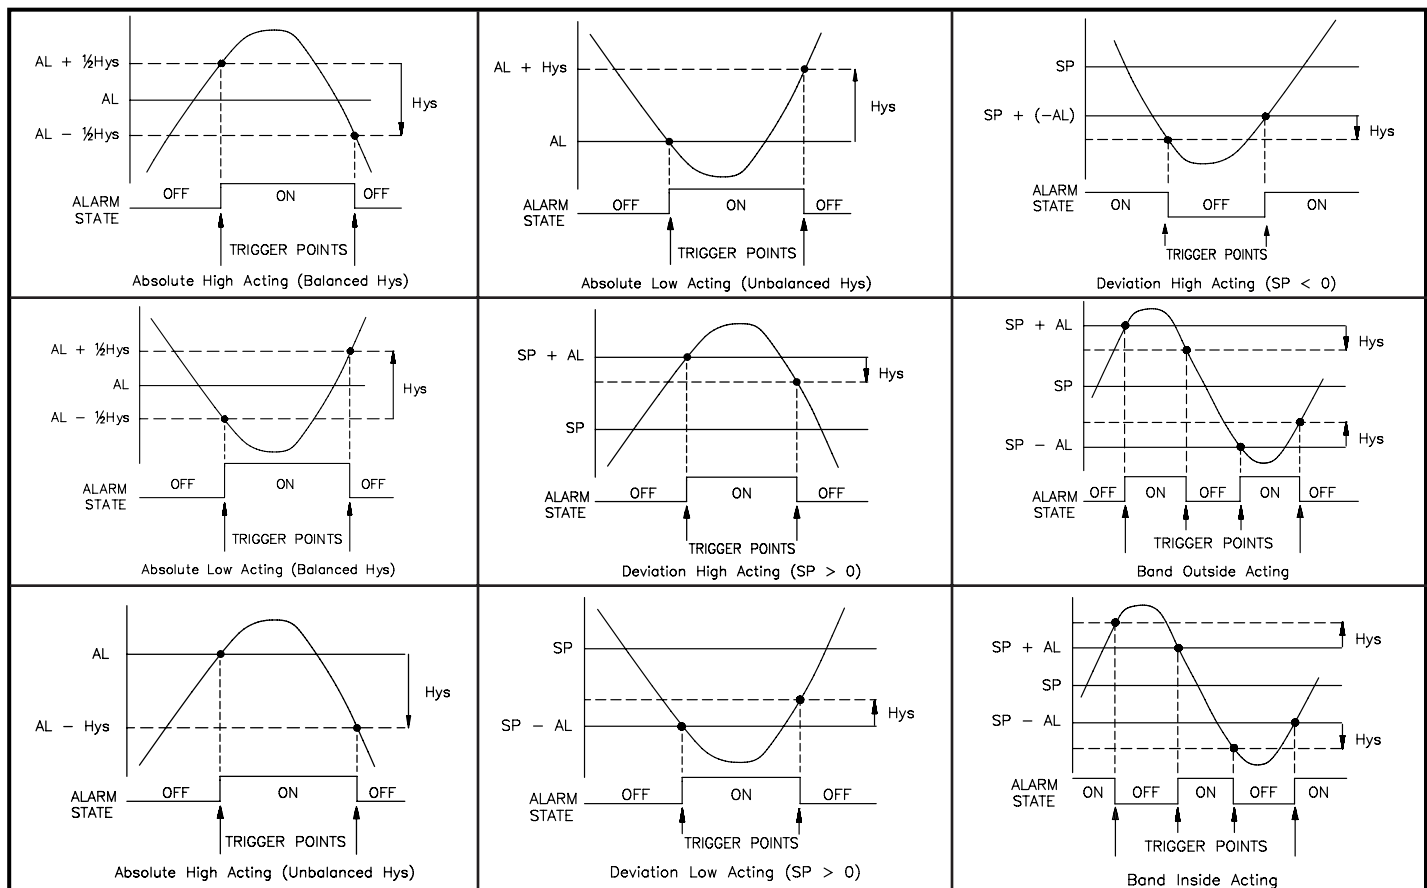 AL + ½Hys
AL
AL - ½Hys
Hys
OFF
ON
OFF
ALARM
STATE
TRIGGER POINTS
Absolute High Acting (Balanced Hys)
AL + Hys
AL
Hys
OFF
ON
OFF
ALARM
STATE
TRIGGER POINTS
Absolute Low Acting (Unbalanced Hys)
SP
SP + (-AL)
Hys
ALARM
STATE
ON
OFF
ON
TRIGGER POINTS
Deviation High Acting (SP < 0)
AL + ½Hys
AL
AL - ½Hys
Hys
OFF
ON
OFF
ALARM
STATE
TRIGGER POINTS
Absolute Low Acting (Balanced Hys)
SP + AL
Hys
SP
OFF
ON
OFF
ALARM
STATE
TRIGGER POINTS
Deviation High Acting (SP > 0)
SP + AL
Hys
SP
SP - AL
Hys
ALARM
STATE
OFF
ON
OFF
ON
OFF
TRIGGER POINTS
Band Outside Acting
AL
Hys
AL - Hys
OFF
ON
OFF
ALARM
STATE
TRIGGER POINTS
Absolute High Acting (Unbalanced Hys)
SP
Hys
SP - AL
OFF
ON
OFF
ALARM
STATE
TRIGGER POINTS
Deviation Low Acting (SP > 0)
Hys
SP + AL
SP
SP - AL
Hys
ALARM
STATE
ON
OFF
ON
OFF
ON
TRIGGER POINTS
Band Inside Acting